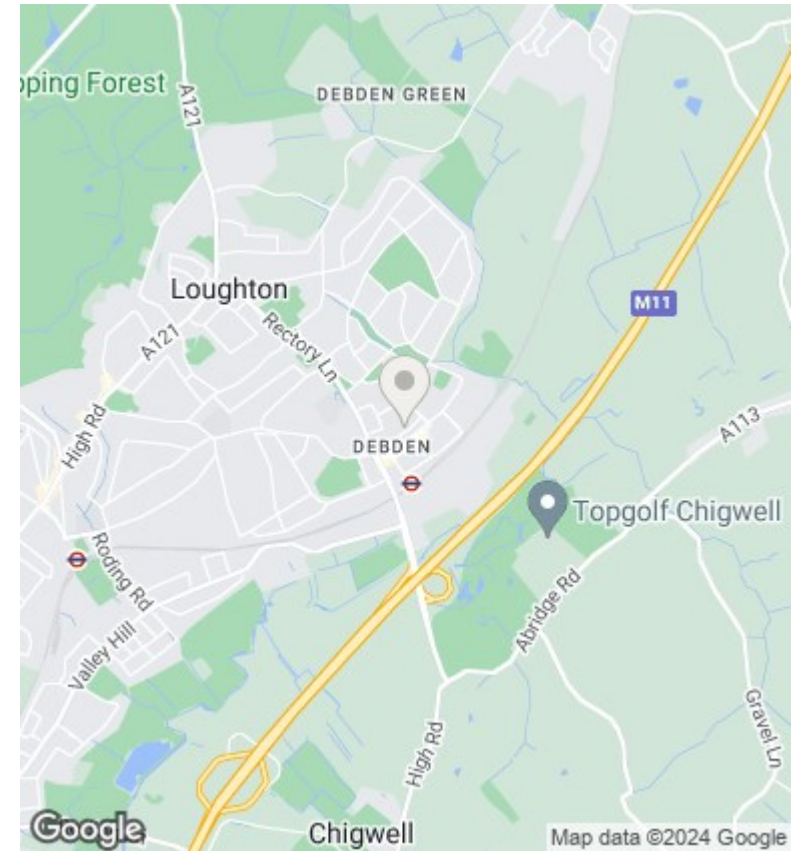 pping Forest
A121
DEBDEN GREEN
Loughton
M11
A121
Rectory Ln
High Rd
DEBDEN
A113
Topgolf Chigwell
Roding Rd
Abridge Rd
Valley Hill
Gravel Ln
High Rd
Google
Chigwell
Map data ©2024 Google